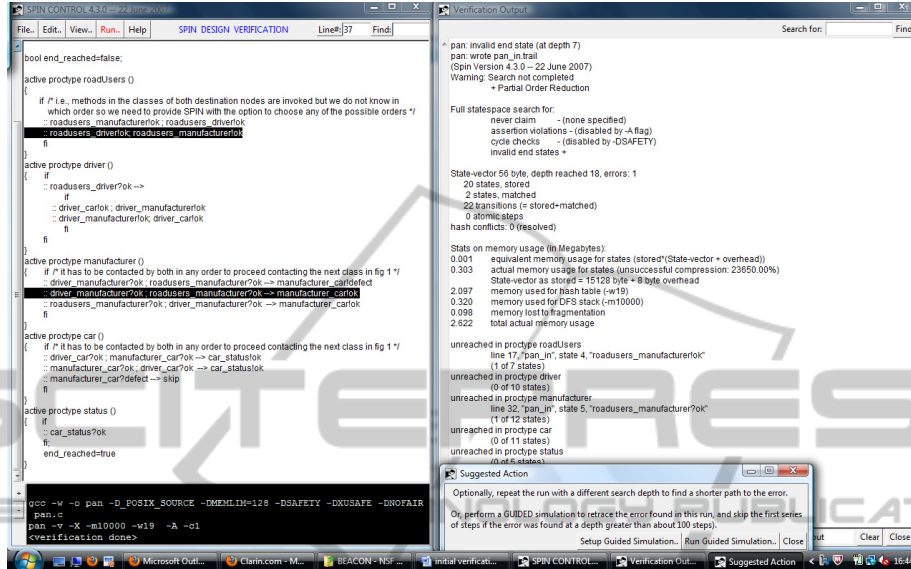 SPIN CONTROL 4.3.0 -- 22 June 2007
File.. Edit.. View.. Run.. Help SPIN DESIGN VERIFICATION Line#: 37 Find:
bool end_reached=false;
active proctype roadUsers ()
{
if /* i.e., methods in the classes of both destination nodes are invoked but we do not know in
which order so we need to provide SPIN with the option to choose any of the possible orders */
:: roadusers_manufacturer!ok ; roadusers_driver!ok
:: roadusers_driver!ok; roadusers_manufacturer!ok
fi
}
active proctype driver ()
{ if
:: roadusers_driver?ok -->
if
:: driver_car!ok ; driver_manufacturer!ok
:: driver_manufacturer!ok; driver_car!ok
fi
fi
}
active proctype manufacturer ()
{ if /* it has to be contacted by both in any order to proceed contacting the next class in fig 1 */
:: driver_manufacturer?ok ; roadusers_manufacturer?ok --> manufacturer_car!defect
:: driver_manufacturer?ok ; roadusers_manufacturer?ok --> manufacturer_car!ok
:: roadusers_manufacturer?ok ; driver_manufacturer?ok --> manufacturer_car!ok
fi
}
active proctype car ()
{ if /* it has to be contacted by both in any order to proceed contacting the next class in fig 1 */
:: driver_car?ok ; manufacturer_car?ok --> car_status!ok
:: manufacturer_car?ok ; driver_car?ok --> car_status!ok
:: manufacturer_car?defect --> skip
fi
}
active proctype status ()
{ if
:: car_status?ok
fi;
end_reached=true
}
gcc -w -o pan -D_POSIX_SOURCE -DMEMLIM=128 -DSAFETY -DXUSAFE -DNOFAIR
pan.c
pan -v -X -m10000 -w19 -A -c1
<verification done>
Verification Output
Search for: Find
pan: invalid end state (at depth 7)
pan: wrote pan_in.trail
(Spin Version 4.3.0 -- 22 June 2007)
Warning: Search not completed
+ Partial Order Reduction
Full statespace search for:
never claim - (none specified)
assertion violations - (disabled by -A flag)
cycle checks - (disabled by -DSAFETY)
invalid end states +
State-vector 56 byte, depth reached 18, errors: 1
20 states, stored
2 states, matched
22 transitions (= stored+matched)
0 atomic steps
hash conflicts: 0 (resolved)
Stats on memory usage (in Megabytes):
0.001 equivalent memory usage for states (stored*(State-vector + overhead))
0.303 actual memory usage for states (unsuccessful compression: 23650.00%)
State-vector as stored = 15128 byte + 8 byte overhead
2.097 memory used for hash table (-w19)
0.320 memory used for DFS stack (-m10000)
0.098 memory lost to fragmentation
2.622 total actual memory usage
unreached in proctype roadUsers
line 17, "pan_in", state 4, "roadusers_manufacturer!ok"
(1 of 7 states)
unreached in proctype driver
(0 of 10 states)
unreached in proctype manufacturer
line 32, "pan_in", state 5, "roadusers_manufacturer?ok"
(1 of 12 states)
unreached in proctype car
(0 of 11 states)
unreached in proctype status
(0 of 5 states)
Suggested Action
Optionally, repeat the run with a different search depth to find a shorter path to the error.
Or, perform a GUIDED simulation to retrace the error found in this run, and skip the first series
of steps if the error was found at a depth greater than about 100 steps).
Setup Guided Simulation.. Run Guided Simulation.. Close
Clear Close
Microsoft Outl... Clarin.com - M... BEACON - NSF ... initial verificati... SPIN CONTROL... Verification Out... Suggested Action 16:4